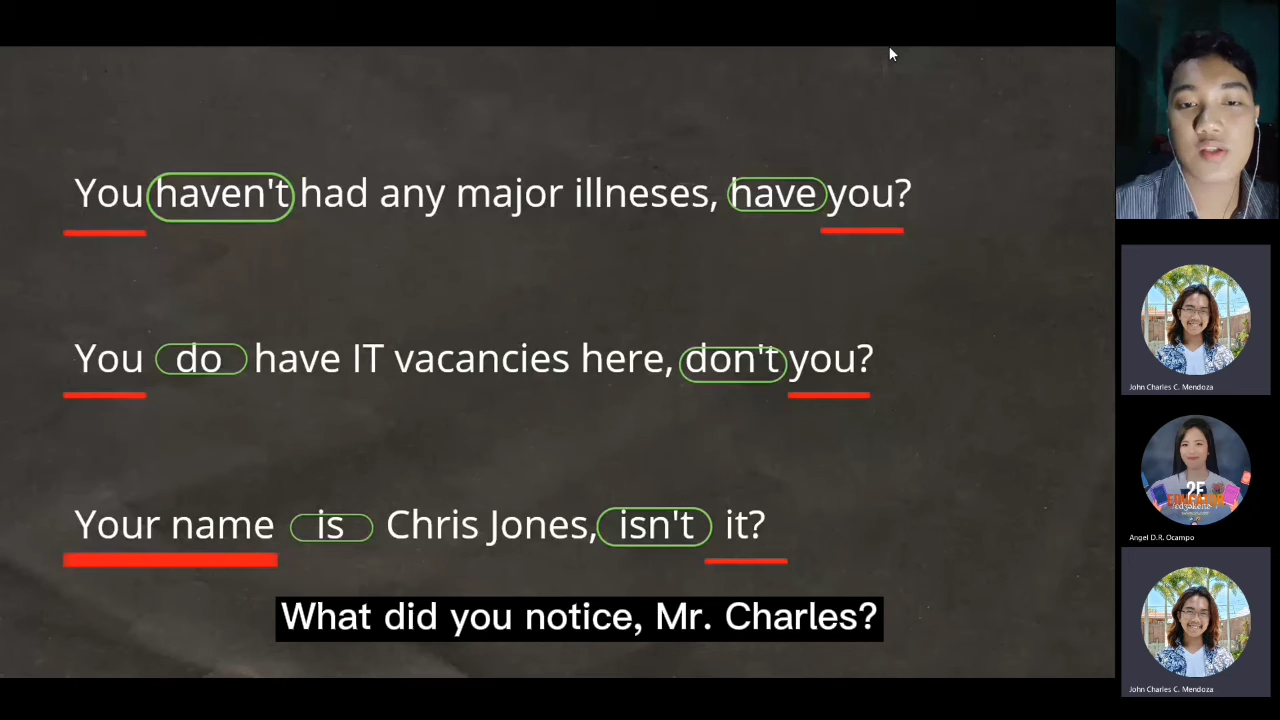 You haven't had any major illneses, have you?
You do have IT vacancies here, don't you?
Your name is Chris Jones, isn't it?
What did you notice, Mr. Charles?
John Charles C. Mendoza
Angel D.R. Ocampo
John Charles C. Mendoza